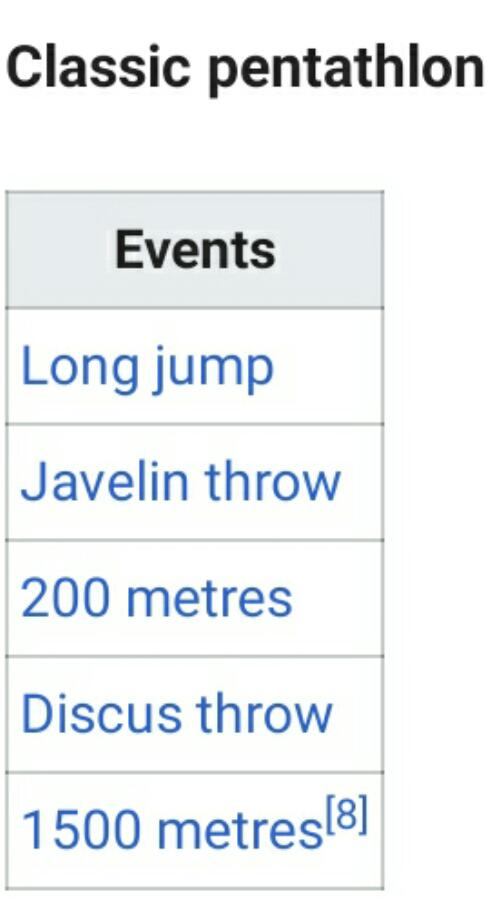 Classic pentathlon
Events
Long jump
Javelin throw
200 metres
Discus throw
1500 metres[8]